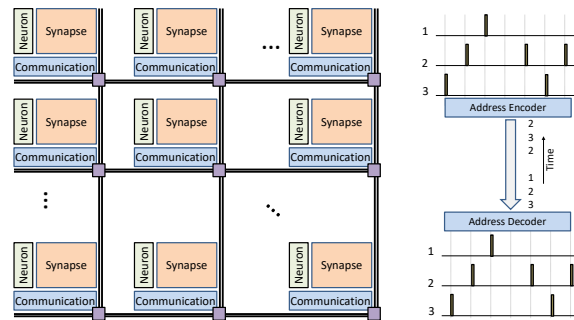 Neuron Synapse Neuron Synapse ... Neuron Synapse
Communication Communication Communication
Neuron Synapse Neuron Synapse Neuron Synapse
Communication Communication Communication
Neuron Synapse Neuron Synapse Neuron Synapse
Communication Communication Communication
1
2
3
Address Encoder
2
3
2
1
2
3
Time
Address Decoder
1
2
3